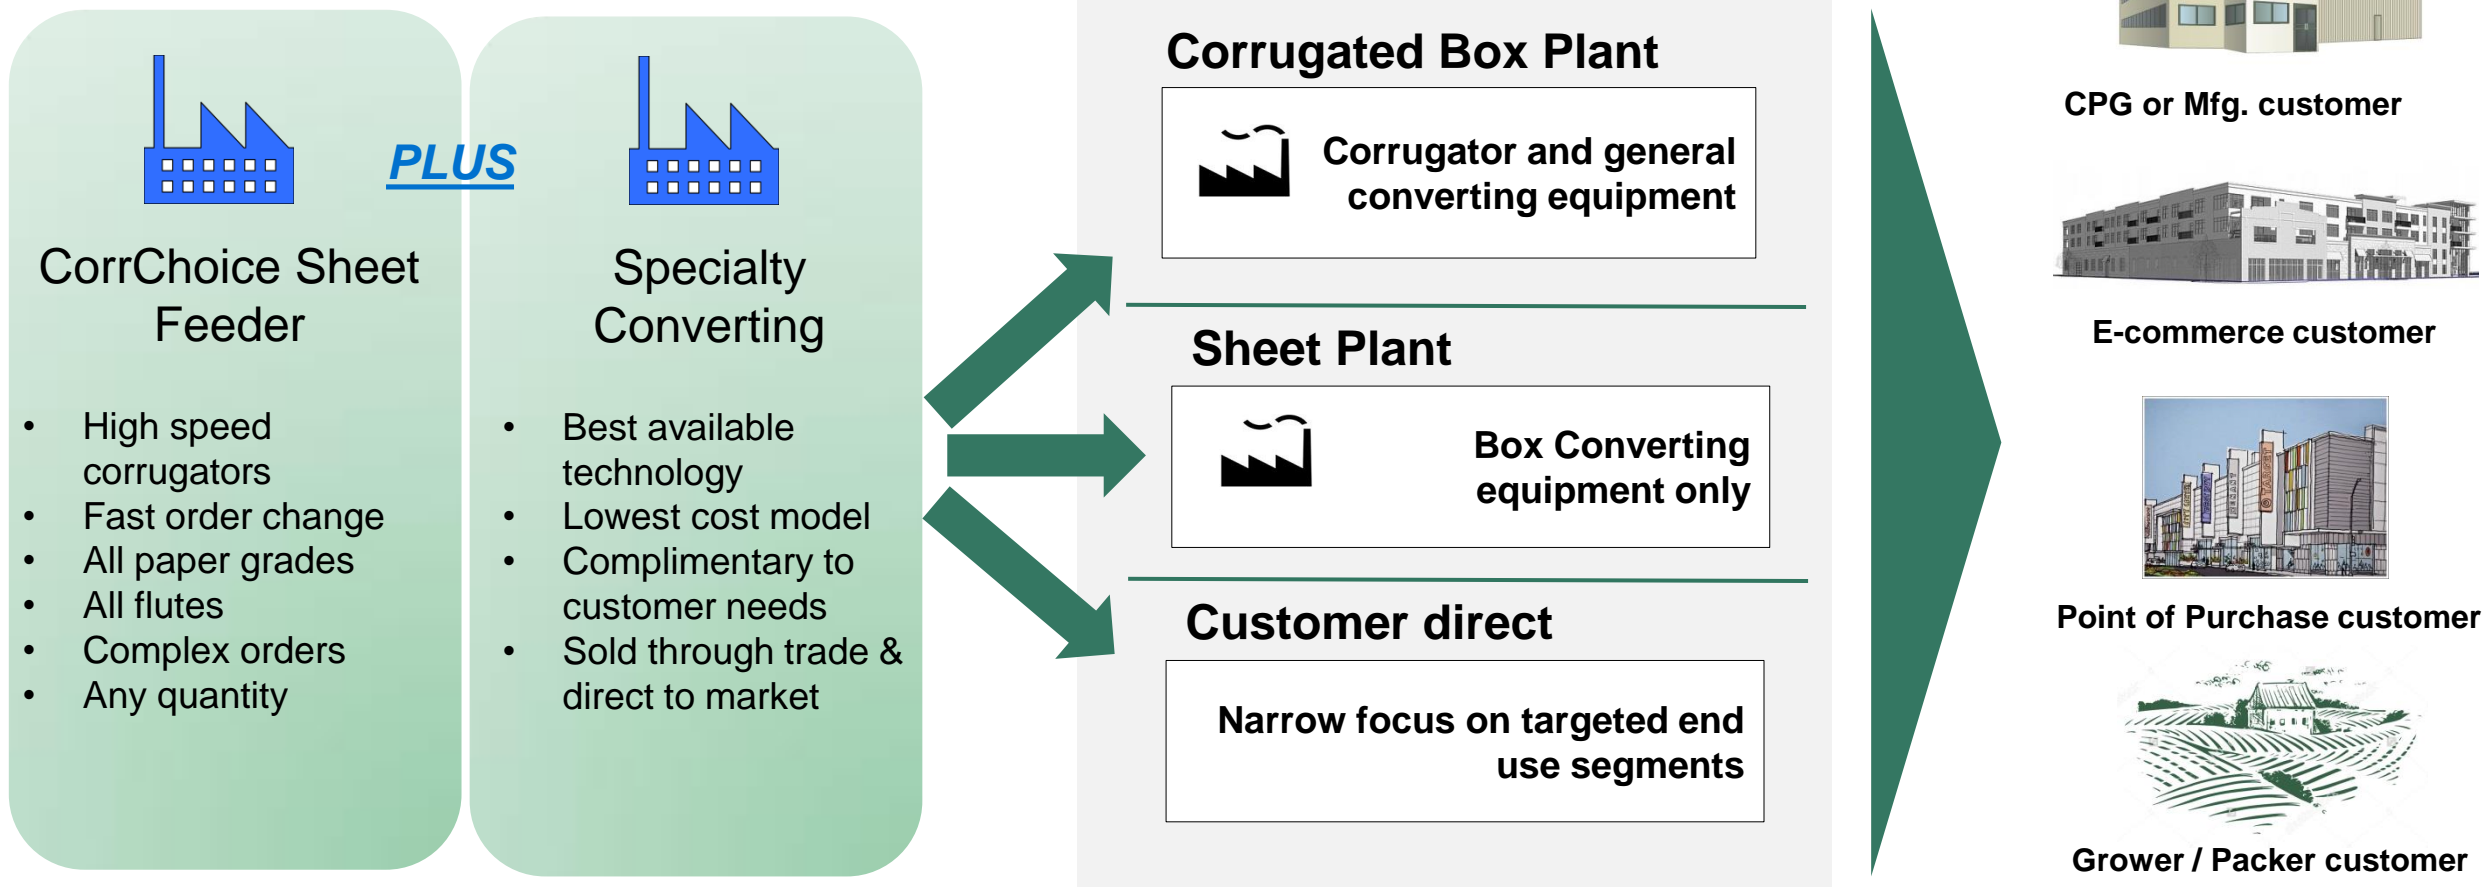 CorrChoice Sheet
Feeder
• High speed
corrugators
• Fast order change
• All paper grades
• All flutes
• Complex orders
• Any quantity
PLUS
Specialty
Converting
• Best available
technology
• Lowest cost model
• Complimentary to
customer needs
• Sold through trade &
direct to market
Corrugated Box Plant
Corrugator and general
converting equipment
Sheet Plant
Box Converting
equipment only
Customer direct
Narrow focus on targeted end
use segments
CPG or Mfg. customer
E-commerce customer
TARGET
Point of Purchase customer
Grower / Packer customer